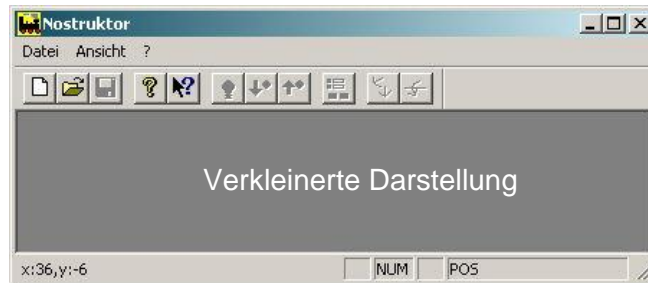 Nostruktor
Datei Ansicht ?
Verkleinerte Darstellung
x:36,y:-6 NUM POS